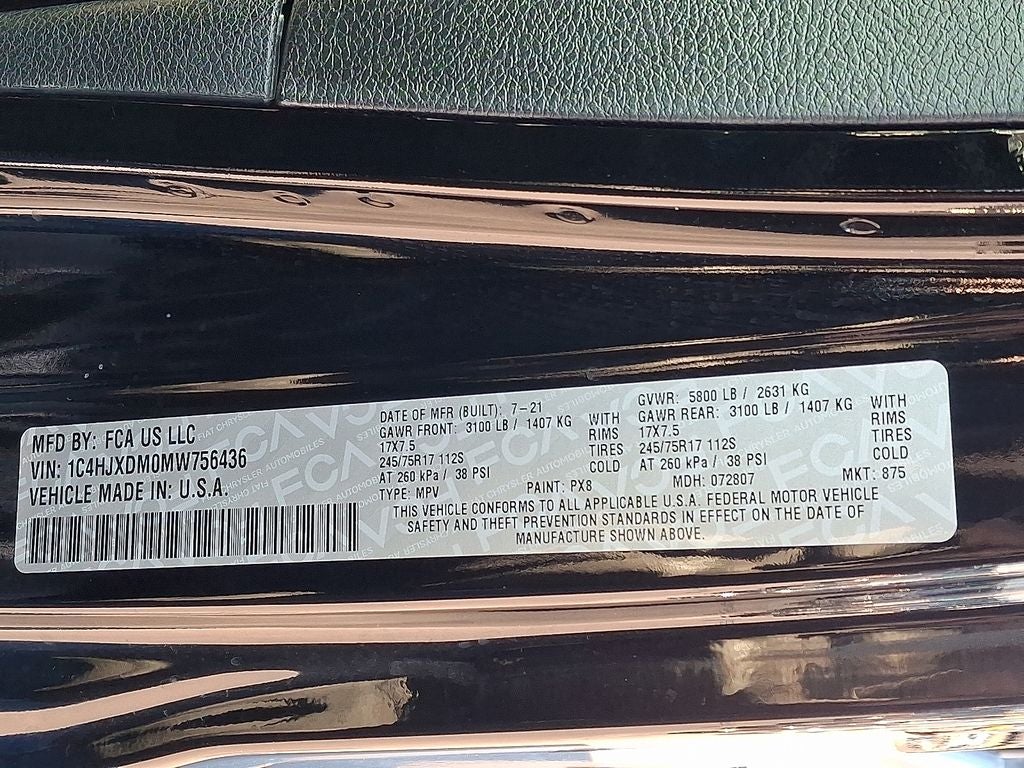 MFD BY: FCA US LLC
VIN: 1C4HJXDM0MW756436
VEHICLE MADE IN: U.S.A.
DATE OF MFR (BUILT): 7-21
GAWR FRONT: 3100 LB / 1407 KG WITH
17X7.5 RIMS
245/75R17 112S TIRES
AT 260 kPa / 38 PSI COLD
GVWR: 5800 LB / 2631 KG
GAWR REAR: 3100 LB / 1407 KG WITH
17X7.5 RIMS
245/75R17 112S TIRES
AT 260 kPa / 38 PSI COLD
TYPE: MPV PAINT: PX8 MDH: 072807 MKT: 875
THIS VEHICLE CONFORMS TO ALL APPLICABLE U.S.A. FEDERAL MOTOR VEHICLE
SAFETY AND THEFT PREVENTION STANDARDS IN EFFECT ON THE DATE OF
MANUFACTURE SHOWN ABOVE.